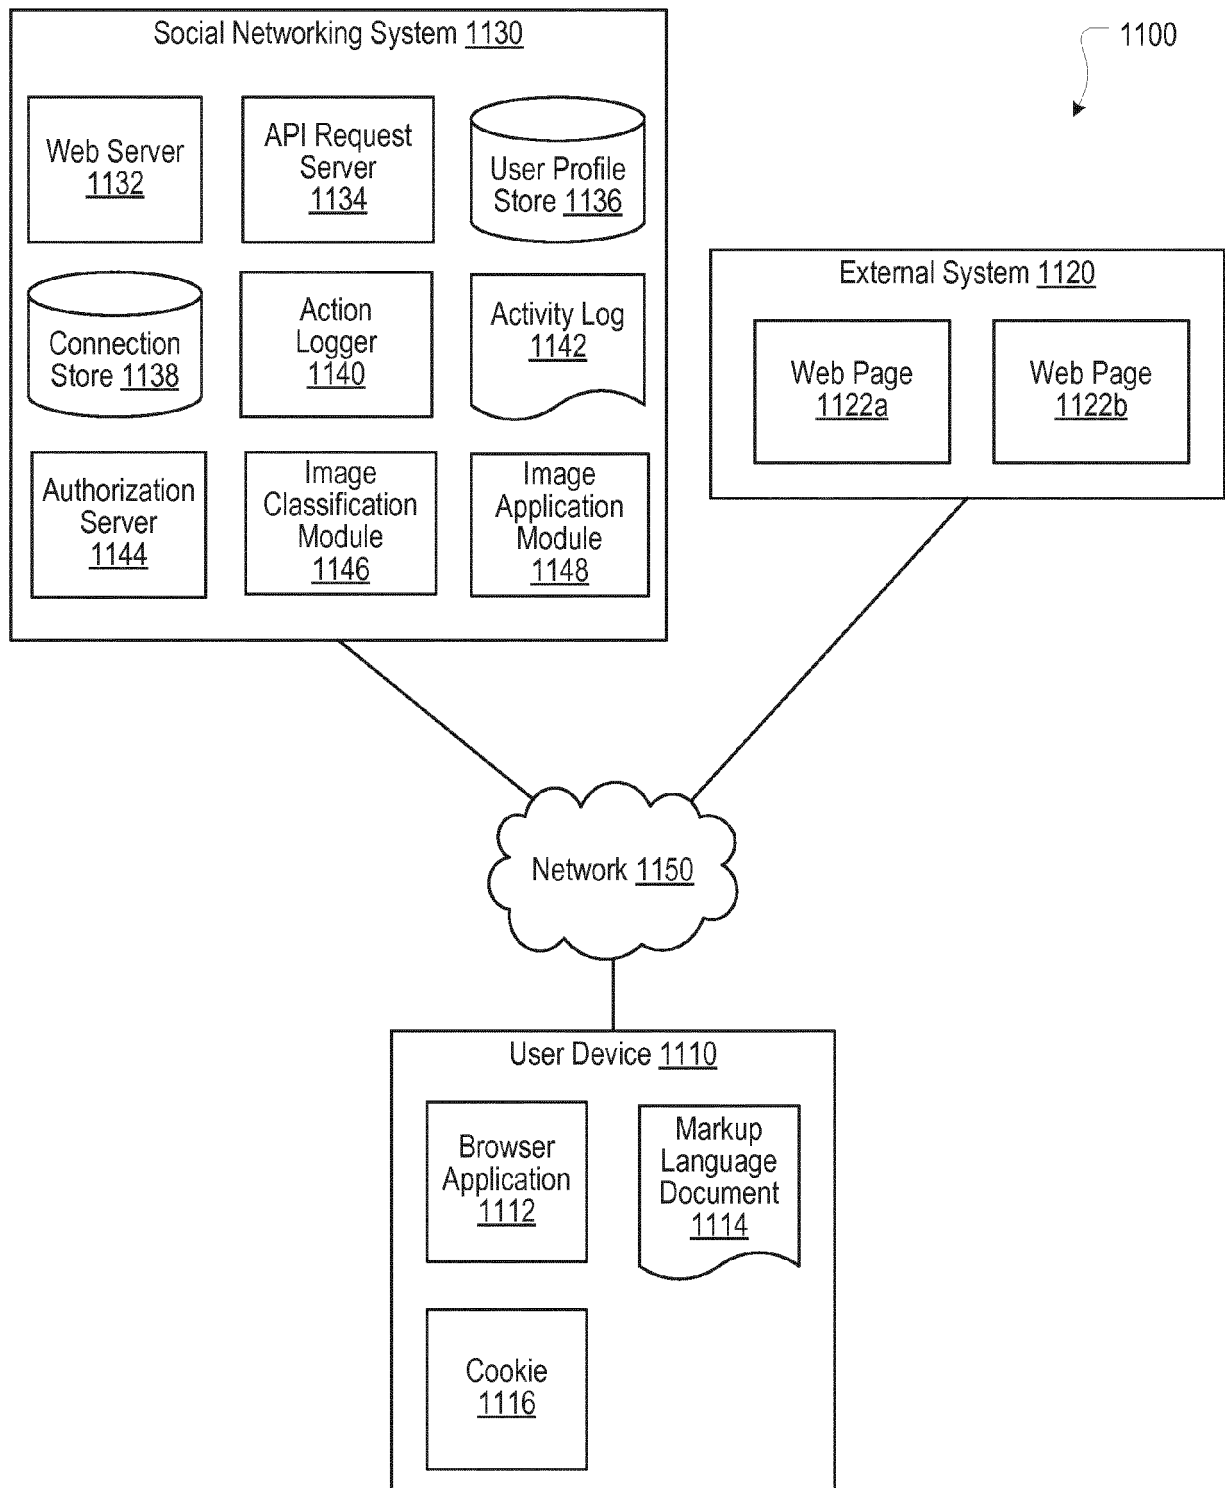 Social Networking System 1130
1100
Web Server
1132
API Request
Server
1134
User Profile
Store 1136
Connection
Store 1138
Action
Logger
1140
Activity Log
1142
Authorization
Server
1144
Image
Classification
Module
1146
Image
Application
Module
1148
External System 1120
Web Page
1122a
Web Page
1122b
Network 1150
User Device 1110
Browser
Application
1112
Markup
Language
Document
1114
Cookie
1116